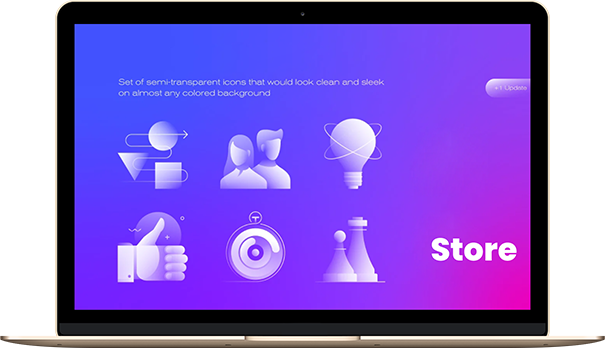 Set of semi-transparent icons that would look clean and sleek
on almost any colored background
+1 Update
Store